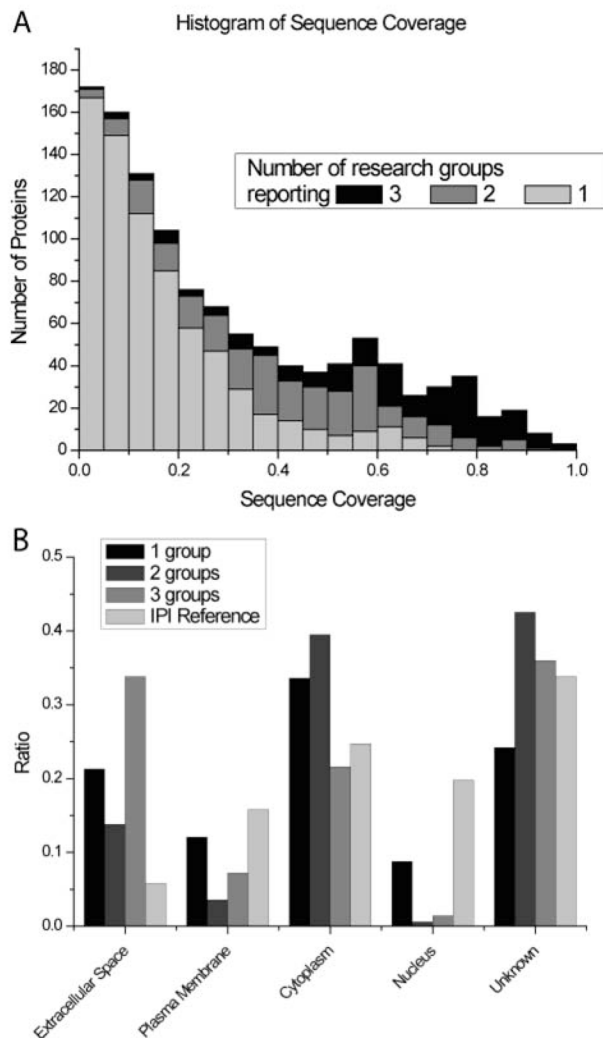 A
Histogram of Sequence Coverage
180
160
140
120
100
80
60
40
20
0
Number of Proteins
Number of research groups
reporting 3 2 1
0.0 0.2 0.4 0.6 0.8 1.0
Sequence Coverage
B
1 group
2 groups
3 groups
IPI Reference
0.5
0.4
0.3
0.2
0.1
0.0
Ratio
Extracellular Space
Plasma Membrane
Cytoplasm
Nucleus
Unknown